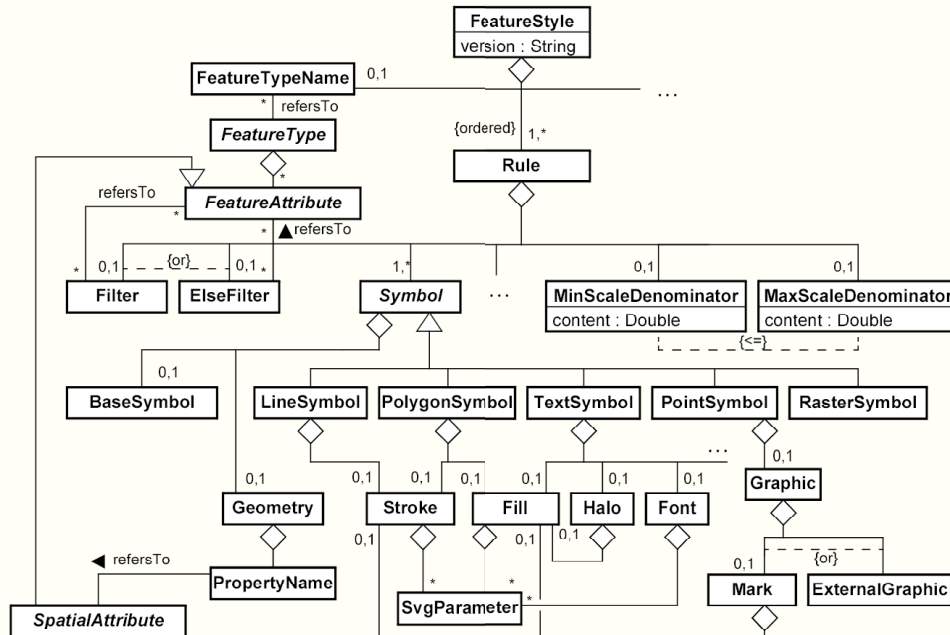 FeatureStyle
version : String
FeatureTypeName
0,1
...
*
refersTo
FeatureType
{ordered}
1,*
Rule
*
refersTo
FeatureAttribute
*
*
refersTo
*
0,1
{or}
0,1
*
1,*
...
0,1
0,1
Filter
ElseFilter
Symbol
MinScaleDenominator
content : Double
MaxScaleDenominator
content : Double
{<=}
0,1
BaseSymbol
LineSymbol
PolygonSymbol
TextSymbol
PointSymbol
RasterSymbol
...
0,1
0,1
0,1
0,1
0,1
0,1
0,1
0,1
Graphic
Geometry
Stroke
Fill
Halo
Font
0,1
0,1
0,1
refersTo
{or}
PropertyName
*
*
0,1
Mark
ExternalGraphic
SvgParameter
*
SpatialAttribute